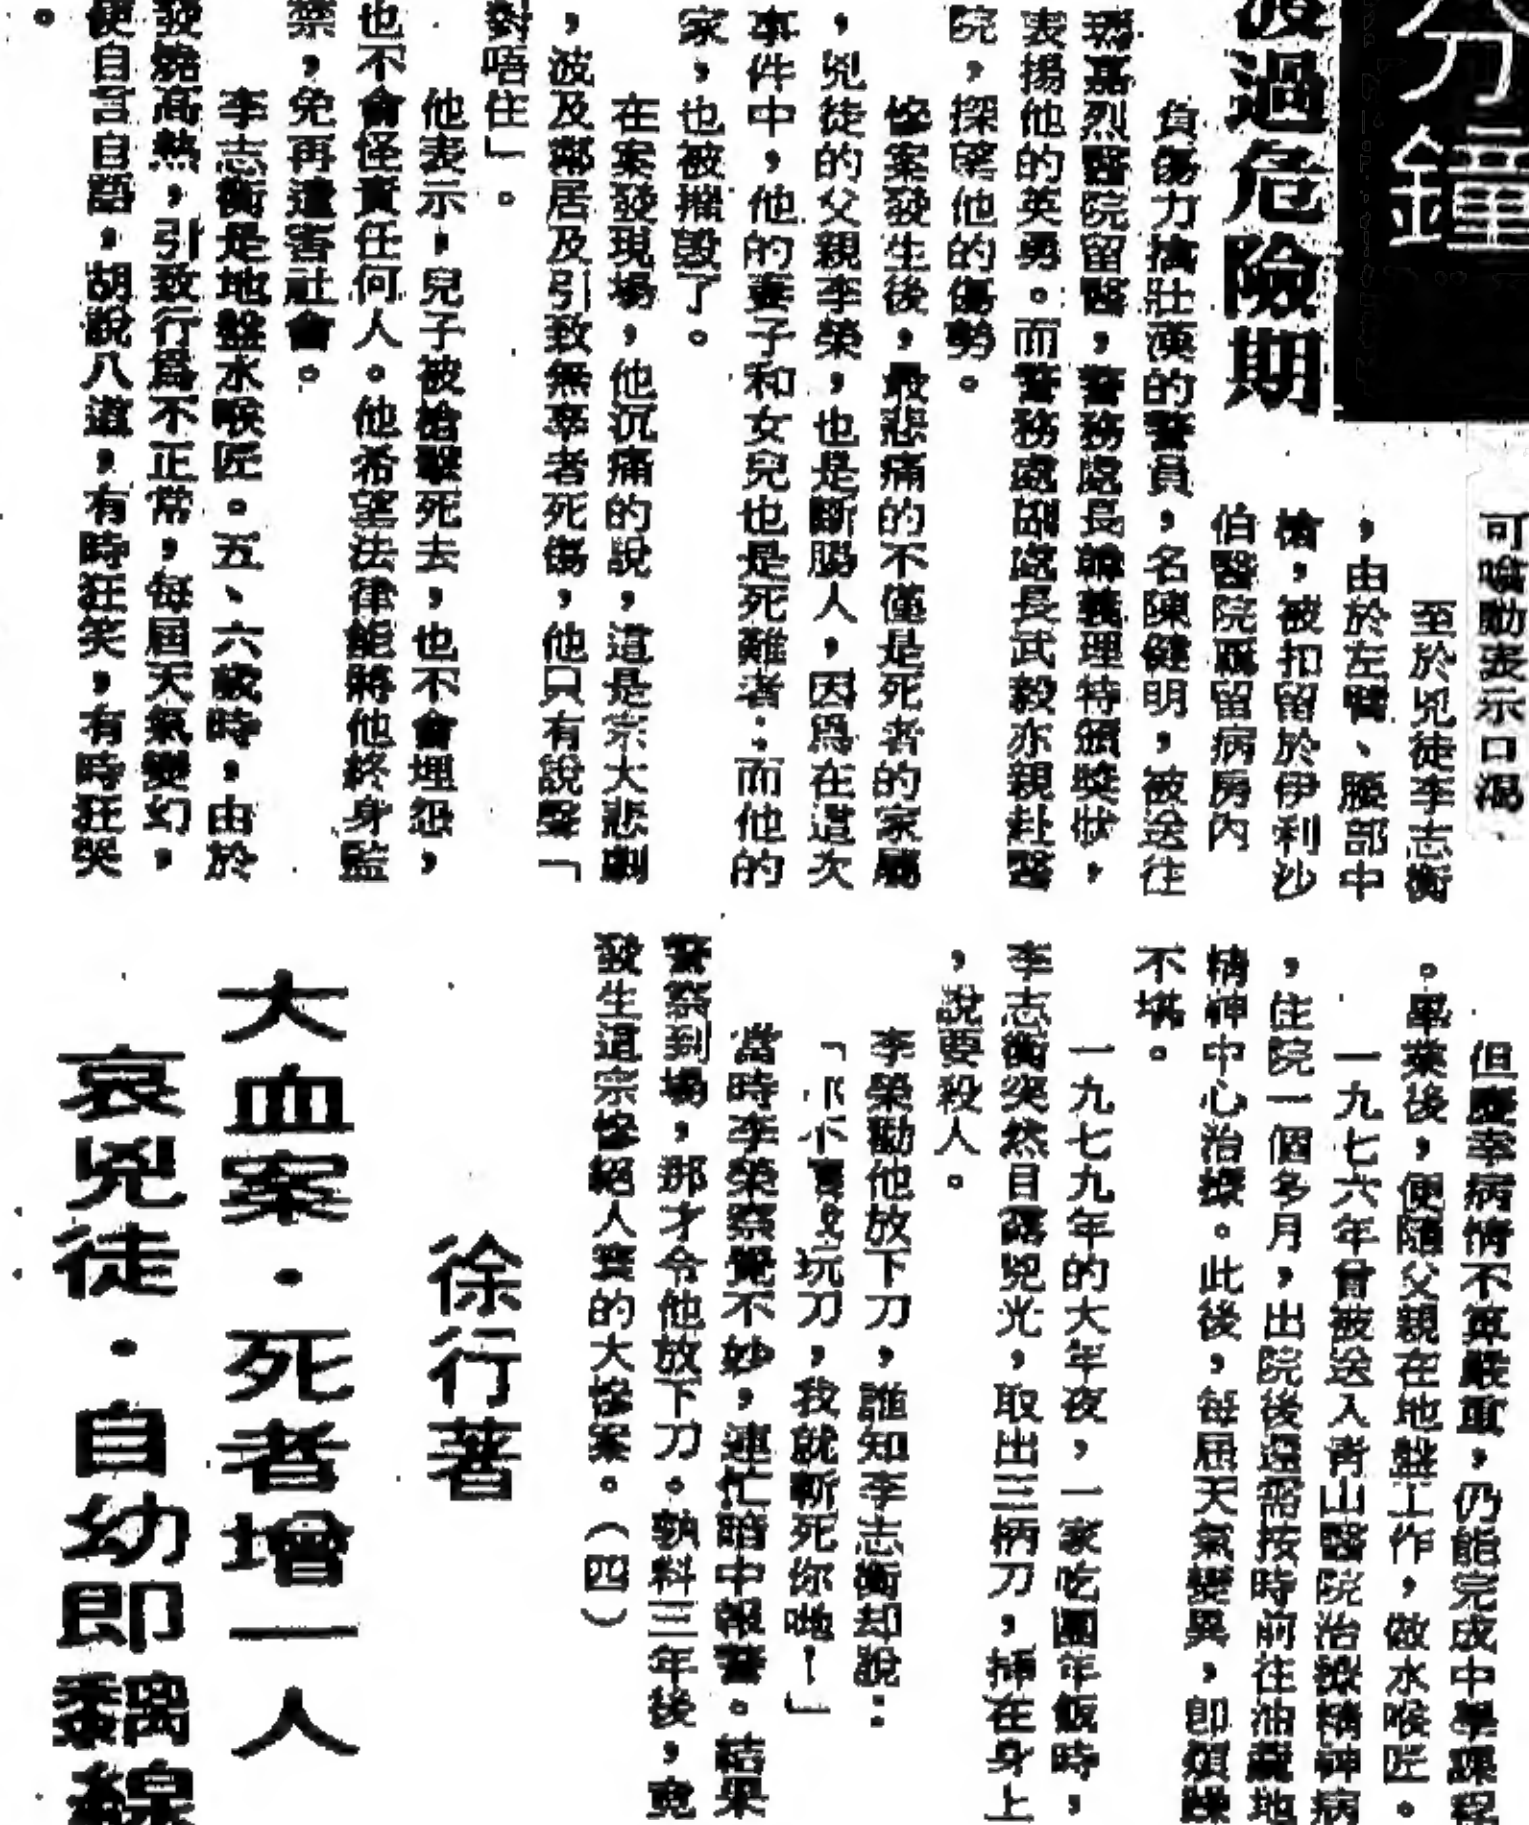 分鐘
渡過危險期
可喻動表示口渴，
至於兇徒李志衡
，由於左臂、腰部中
槍，被扣留於伊利沙
伯醫院羈留病房內
負傷力擒壯漢的警員，名陳健明，被送往
瑪嘉烈醫院留醫，警務處長韓義理特頒獎狀，
表揚他的英勇。而警務處副處長武毅亦親赴醫
院，探望他的傷勢。
慘案發生後，最悲痛的不僅是死者的家屬
，兇徒的父親李榮，也是斷腸人，因為在這次
事件中，他的妻子和女兒也是死難者；而他的
家，也被摧毀了。
在案發現場，他沉痛的說，這是宗大悲劇
，波及鄰居及引致無辜者死傷，他只有說聲「
對唔住」。
他表示，兒子被槍擊死去，也不會埋怨，
也不會怪責任何人。他希望法律能將他終身監
禁，免再遺害社會。
李志衡是地盤水喉匠。五、六歲時，由於
發燒高熱，引致行爲不正常，每屆天氣變幻，
便自言自語，胡說八道，有時狂笑，有時狂哭
。
但慶幸病情不算嚴重，仍能完成中學課程
。畢業後，便隨父親在地盤工作，做水喉匠。
一九七六年曾被送入青山醫院治療精神病
，住院一個多月，出院後還需按時前往油蔴地
精神中心治療。此後，每屆天氣變異，卽煩躁
不堪。
一九七九年的大年夜，一家吃團年飯時，
李志衡突然目露兇光，取出三柄刀，揷在身上
，說要殺人。
李榮勸他放下刀，誰知李志衡却說：
「你不賣我玩刀，我就斬死你哋！」
當時李榮察覺不妙，連忙暗中報警。結果
警察到場，那才令他放下刀。孰料三年後，竟
發生這宗慘絕人寰的大慘案。（四）
徐行著
大血案・死者增一人
哀兇徒・自幼即黐線